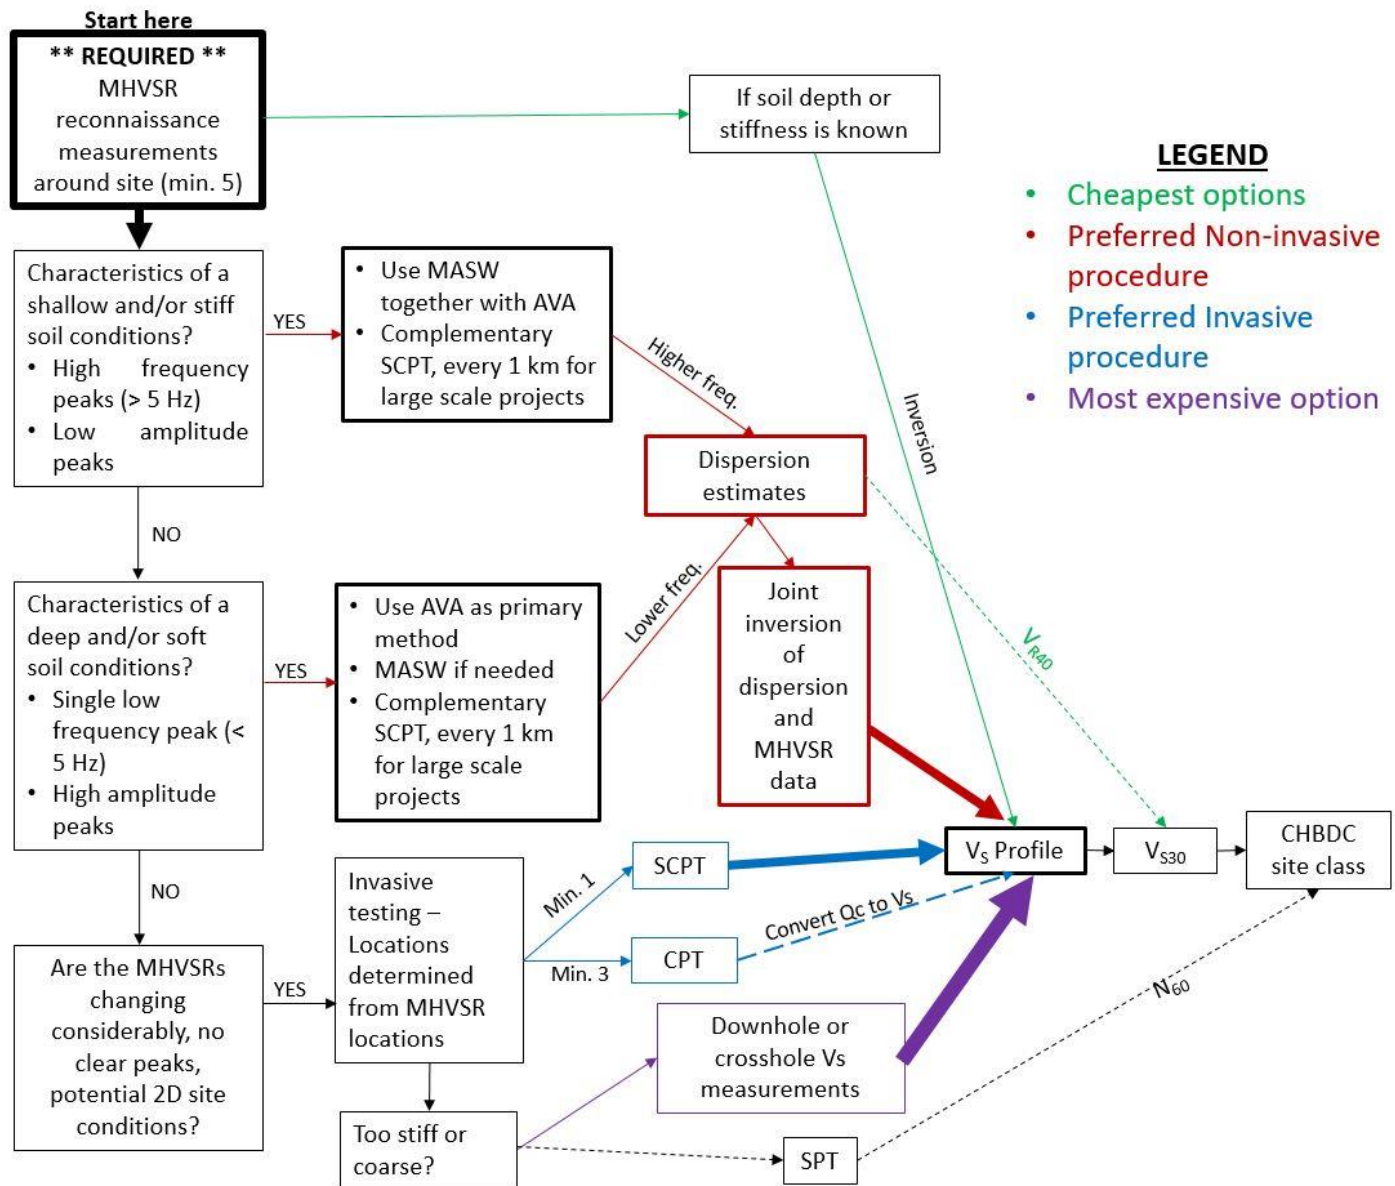 Start here
** REQUIRED **
MHVSR
reconnaissance
measurements
around site (min. 5)
If soil depth or
stiffness is known
LEGEND
• Cheapest options
• Preferred Non-invasive
procedure
• Preferred Invasive
procedure
• Most expensive option
Characteristics of a
shallow and/or stiff
soil conditions?
• High frequency
peaks (> 5 Hz)
• Low amplitude
peaks
YES
• Use MASW
together with AVA
• Complementary
SCPT, every 1 km for
large scale projects
Higher freq.
Inversion
Dispersion
estimates
NO
Characteristics of a
deep and/or soft
soil conditions?
• Single low
frequency peak (<
5 Hz)
• High amplitude
peaks
YES
• Use AVA as primary
method
• MASW if needed
• Complementary
SCPT, every 1 km
for large scale
projects
Lower freq.
Joint
inversion
of
dispersion
and
MHVSR
data
VR40
NO
Are the MHVSRs
changing
considerably, no
clear peaks,
potential 2D site
conditions?
YES
Invasive
testing –
Locations
determined
from MHVSR
locations
Min. 1
SCPT
Min. 3
CPT
Convert Qc to Vs
VS Profile
VS30
CHBDC
site class
Downhole or
crosshole Vs
measurements
N60
Too stiff or
coarse?
SPT